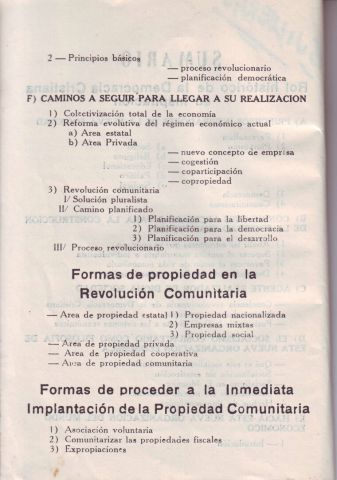 2 — Principios básicos
— proceso revolucionario
— planificación democrática
F) CAMINOS A SEGUIR PARA LLEGAR A SU REALIZACION
1) Colectivización total de la economía
2) Reforma evolutiva del régimen económico actual
a) Area estatal
b) Area Privada
— nuevo concepto de empresa
— cogestión
— coparticipación
— copropiedad
3) Revolución comunitaria
I/ Solución pluralista
II/ Camino planificado
1) Planificación para la libertad
2) Planificación para la democracia
3) Planificación para el desarrollo
III/ Proceso revolucionario
Formas de propiedad en la
Revolución Comunitaria
— Area de propiedad estatal 1) Propiedad nacionalizada
2) Empresas mixtas
3) Propiedad social
— Area de propiedad privada
— Area de propiedad cooperativa
— Area de propiedad comunitaria
Formas de proceder a la Inmediata
Implantación de la Propiedad Comunitaria
1) Asociación voluntaria
2) Comunitarizar las propiedades fiscales
3) Expropiaciones